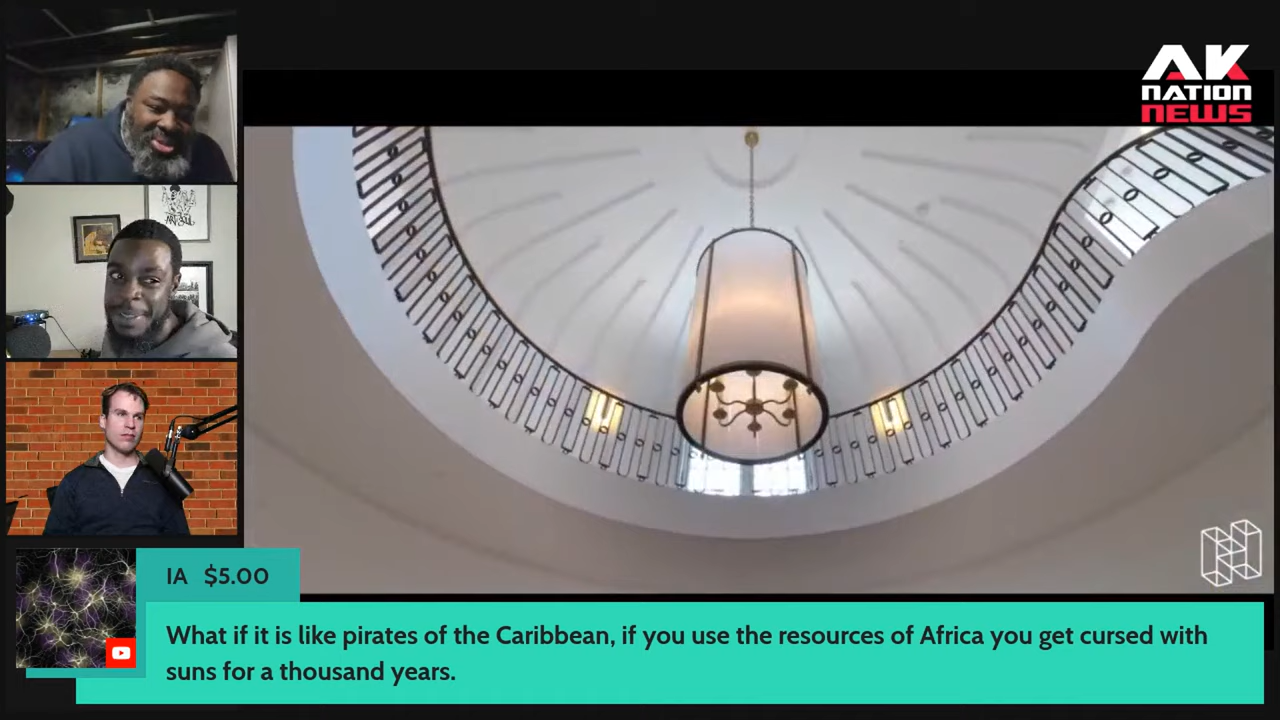 AK
NATION
NEWS
IA $5.00
What if it is like pirates of the Caribbean, if you use the resources of Africa you get cursed with
suns for a thousand years.